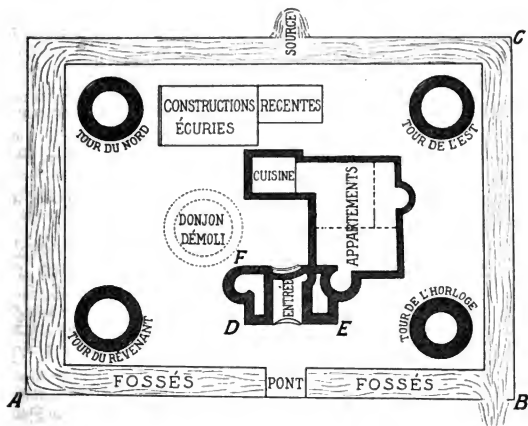 SOURCE
C
CONSTRUCTIONS RECENTES
ÉCURIES
TOUR DU NORD
TOUR DE L'EST
CUISINE
APPARTEMENTS
DONJON
DÉMOLI
F
ENTRÉE
TOUR DU REVENANT
D
E
TOUR DE L'HORLOGE
FOSSÉS
PONT
FOSSÉS
A
B